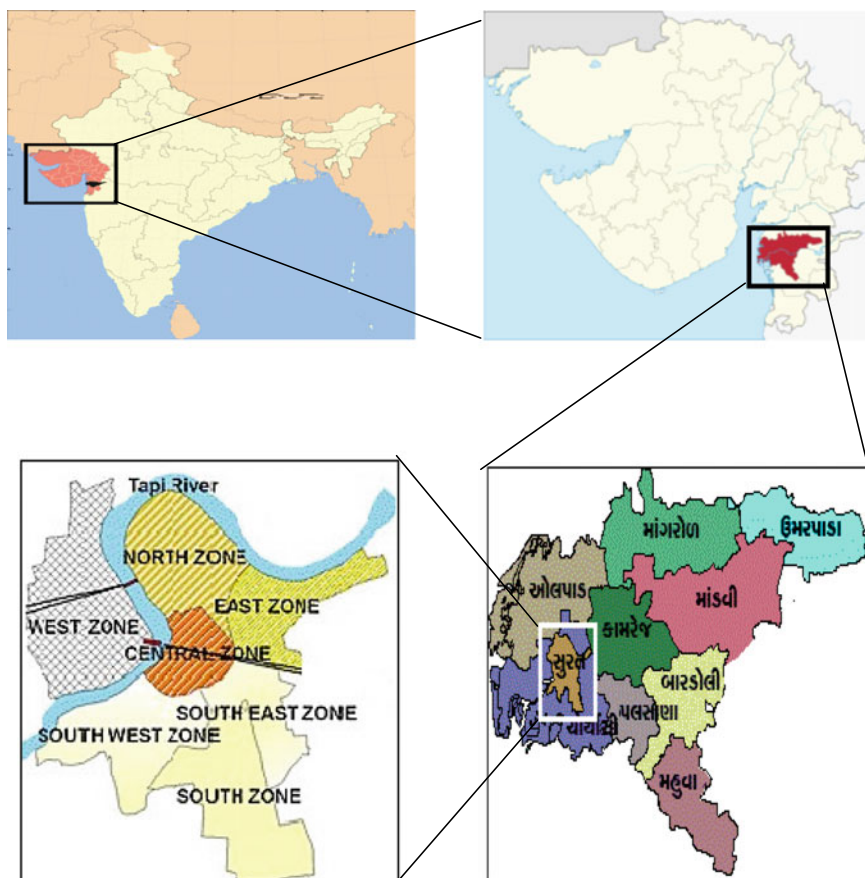 Tapi River
NORTH ZONE
EAST ZONE
WEST ZONE
CENTRAL ZONE
SOUTH EAST ZONE
SOUTH WEST ZONE
SOUTH ZONE
માંગરોળ
ઉંમરપાડા
ઓલપાડ
માંડવી
કામરેજ
સુરત
બારડોલી
પલસાણા
ચોર્યાસી
મહુવા